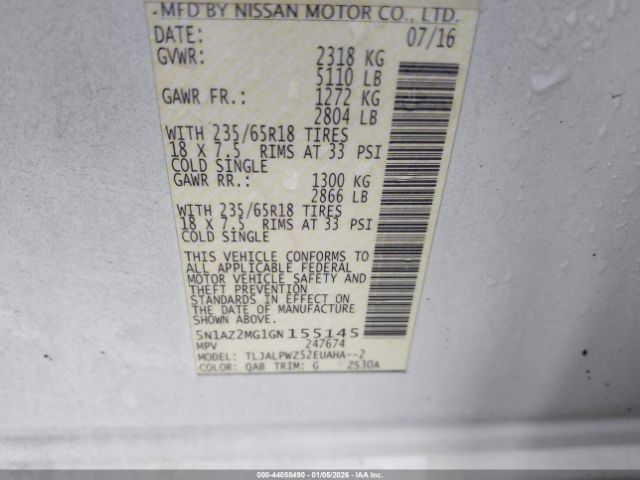 MFD BY NISSAN MOTOR CO., LTD.
DATE: 07/16
GVWR: 2318 KG
5110 LB
GAWR FR.: 1272 KG
2804 LB
WITH 235/65R18 TIRES
18 X 7.5 RIMS AT 33 PSI
COLD SINGLE
GAWR RR.: 1300 KG
2866 LB
WITH 235/65R18 TIRES
18 X 7.5 RIMS AT 33 PSI
COLD SINGLE
THIS VEHICLE CONFORMS TO
ALL APPLICABLE FEDERAL
MOTOR VEHICLE SAFETY AND
THEFT PREVENTION
STANDARDS IN EFFECT ON
THE DATE OF MANUFACTURE
SHOWN ABOVE.
5N1AZ2MG1GN155145
MPV 247674
MODEL: TLJALPWZ52EUAHA--2
COLOR: QAB TRIM: G ZS30A
000-44058490 - 01/05/2026 - IAA Inc.